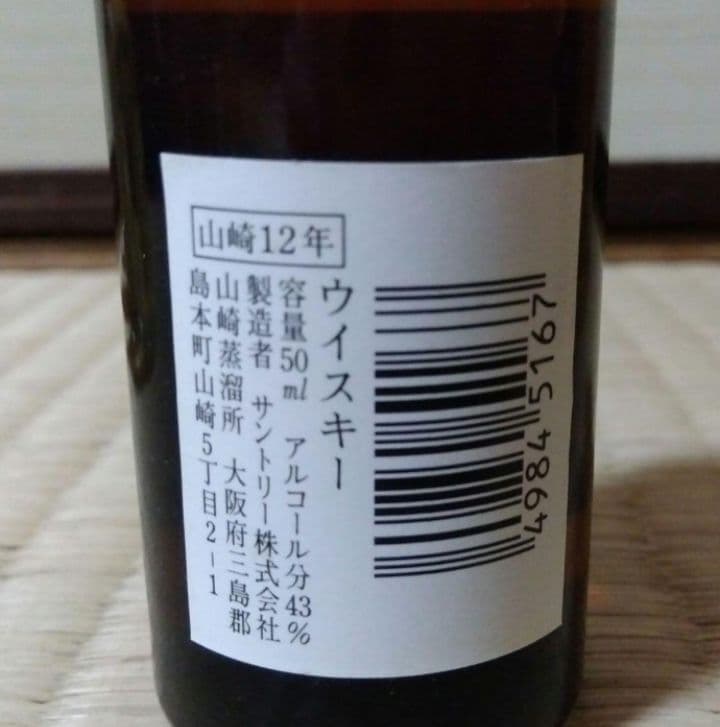 山崎12年
ウイスキー
容量50ml アルコール分43%
製造者 サントリー株式会社
山崎蒸溜所 大阪府三島郡
島本町山崎5丁目2-1
4984 5167